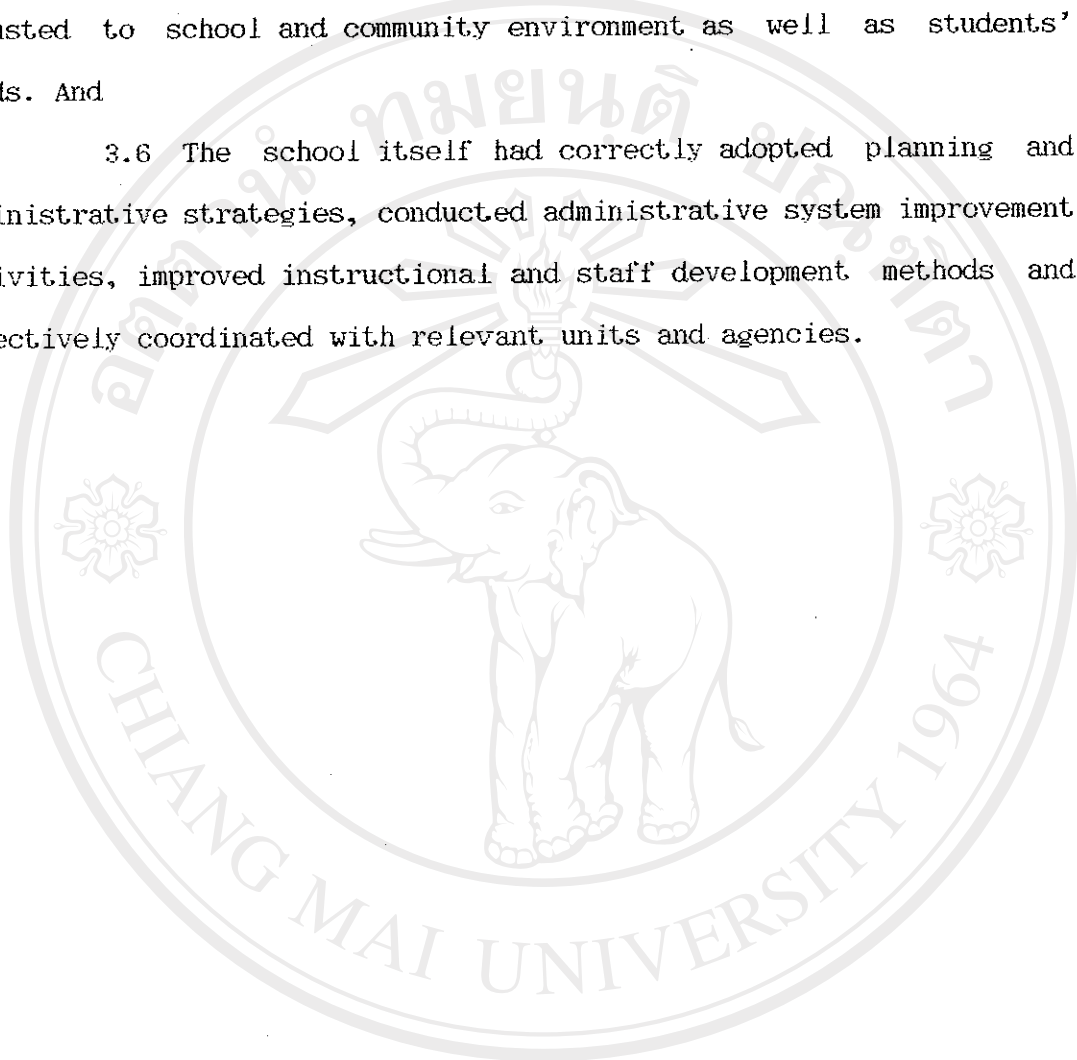 usted to school and community environment as well as students'
ds. And
3.6 The school itself had correctly adopted planning and
inistrative strategies, conducted administrative system improvement
ivities, improved instructional and staff development methods and
ectively coordinated with relevant units and agencies.
CHIANG MAI UNIVERSITY 1964